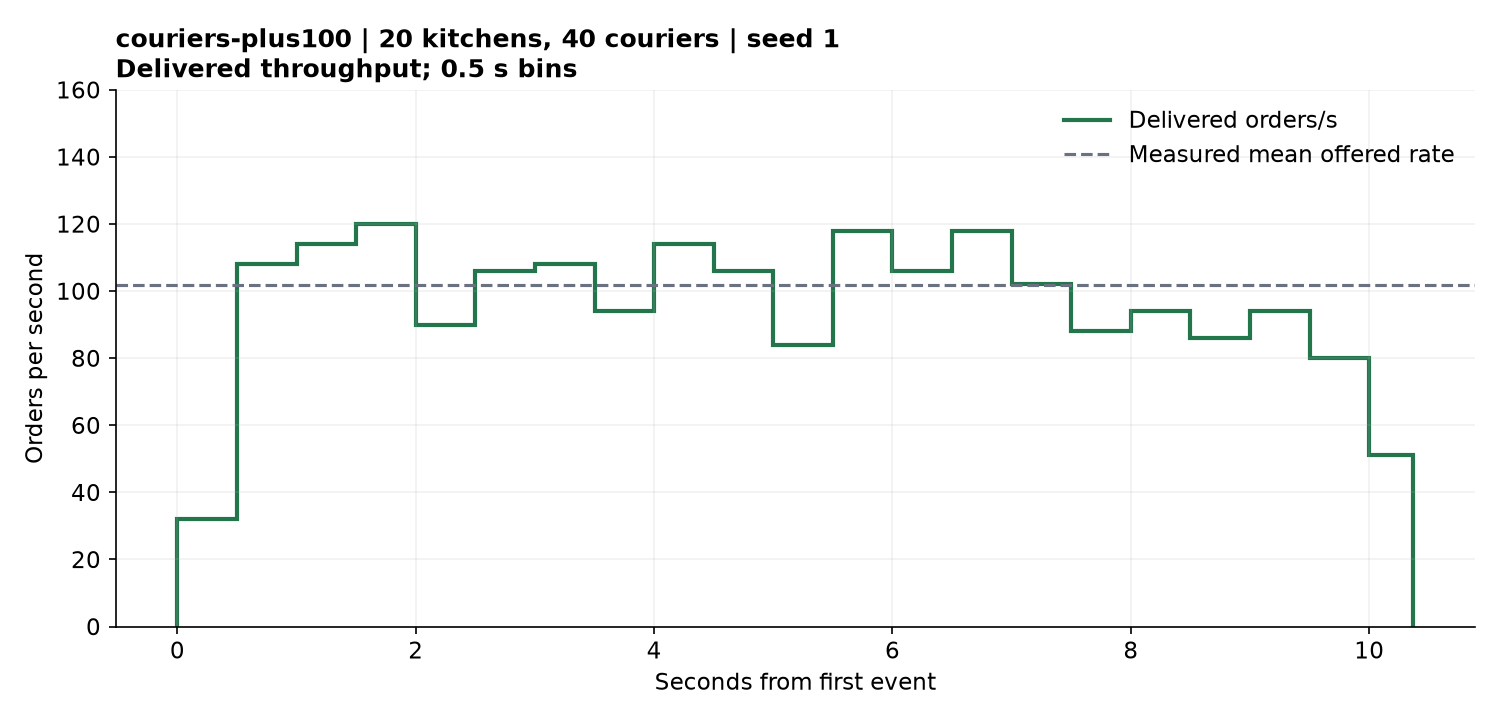 couriers-plus100 | 20 kitchens, 40 couriers | seed 1
Delivered throughput; 0.5 s bins
160
140
120
100
80
60
40
20
0
Orders per second
Delivered orders/s
Measured mean offered rate
0 2 4 6 8 10
Seconds from first event